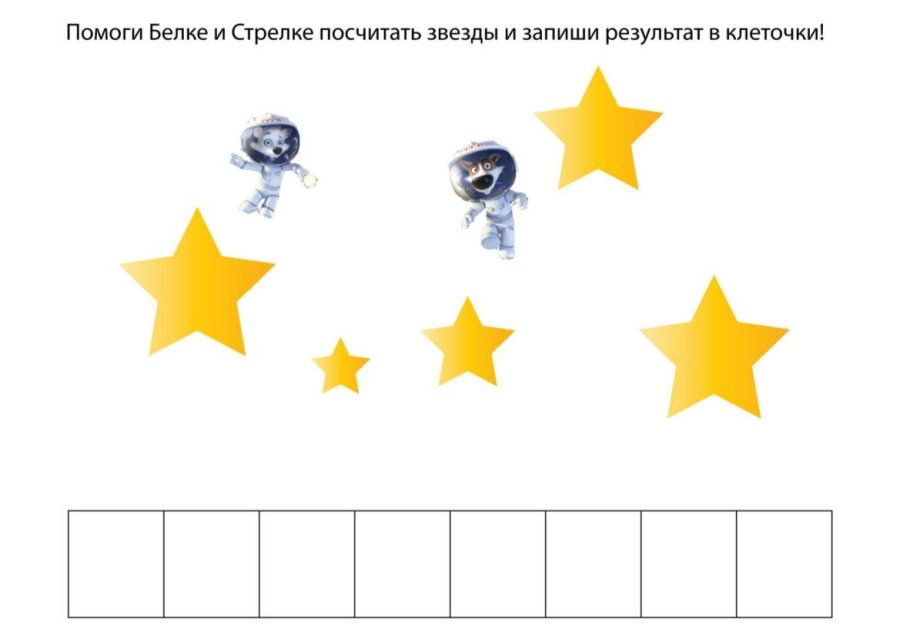 Помоги Белке и Стрелке посчитать звезды и запиши результат в клеточки!